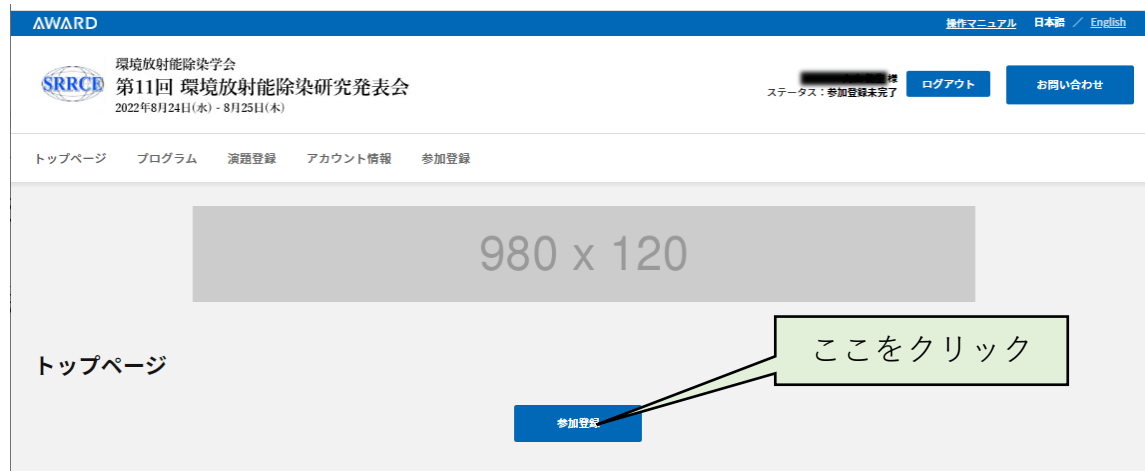 AWARD
操作マニュアル 日本語 / English
SRRCE
環境放射能除染学会
第11回 環境放射能除染研究発表会
2022年8月24日(水) - 8月25日(木)
様
ステータス：参加登録未完了
ログアウト
お問い合わせ
トップページ プログラム 演題登録 アカウント情報 参加登録
980 x 120
ここをクリック
トップページ
参加登録